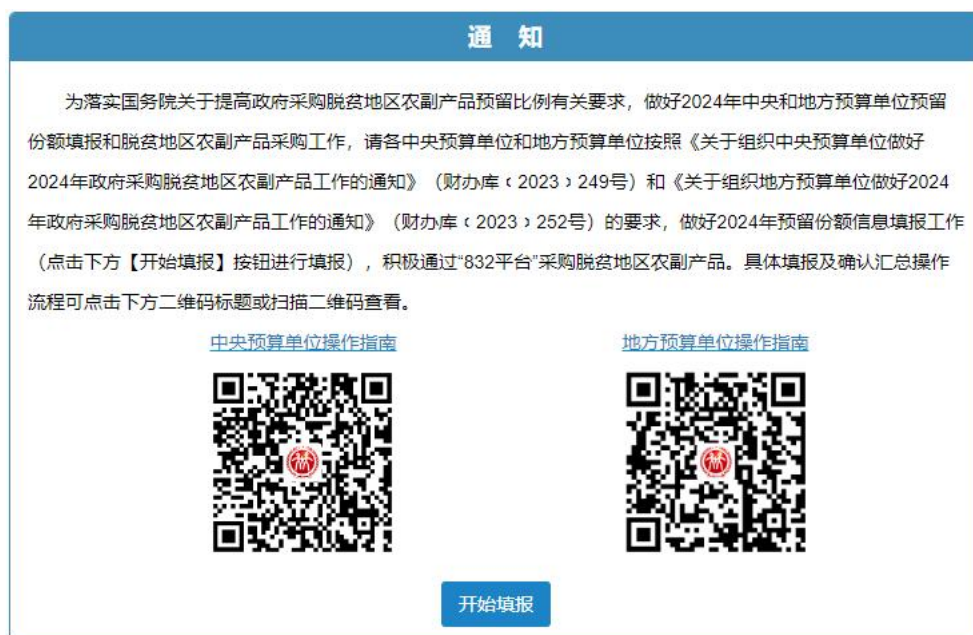 通 知
为落实国务院关于提高政府采购脱贫地区农副产品预留比例有关要求，做好2024年中央和地方预算单位预留
份额填报和脱贫地区农副产品采购工作，请各中央预算单位和地方预算单位按照《关于组织中央预算单位做好
2024年政府采购脱贫地区农副产品工作的通知》（财办库﹝2023﹞249号）和《关于组织地方预算单位做好2024
年政府采购脱贫地区农副产品工作的通知》（财办库﹝2023﹞252号）的要求，做好2024年预留份额信息填报工作
（点击下方【开始填报】按钮进行填报），积极通过“832平台”采购脱贫地区农副产品。具体填报及确认汇总操作
流程可点击下方二维码标题或扫描二维码查看。
中央预算单位操作指南 地方预算单位操作指南
开始填报